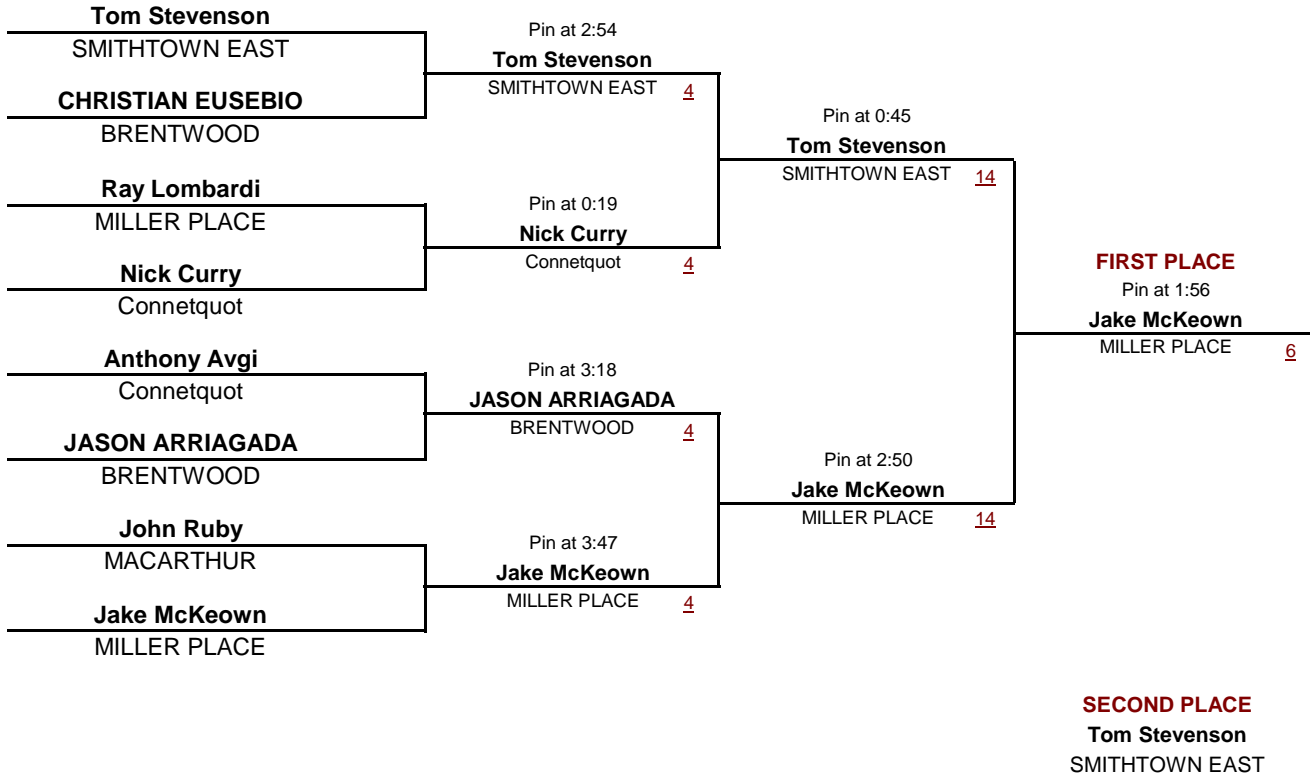 Tom Stevenson
SMITHTOWN EAST
CHRISTIAN EUSEBIO
BRENTWOOD
Ray Lombardi
MILLER PLACE
Nick Curry
Connetquot
Anthony Avgi
Connetquot
JASON ARRIAGADA
BRENTWOOD
John Ruby
MACARTHUR
Jake McKeown
MILLER PLACE
Pin at 2:54
Tom Stevenson
SMITHTOWN EAST 4
Pin at 0:19
Nick Curry
Connetquot 4
Pin at 3:18
JASON ARRIAGADA
BRENTWOOD 4
Pin at 3:47
Jake McKeown
MILLER PLACE 4
Pin at 0:45
Tom Stevenson
SMITHTOWN EAST 14
Pin at 2:50
Jake McKeown
MILLER PLACE 14
FIRST PLACE
Pin at 1:56
Jake McKeown
MILLER PLACE 6
SECOND PLACE
Tom Stevenson
SMITHTOWN EAST